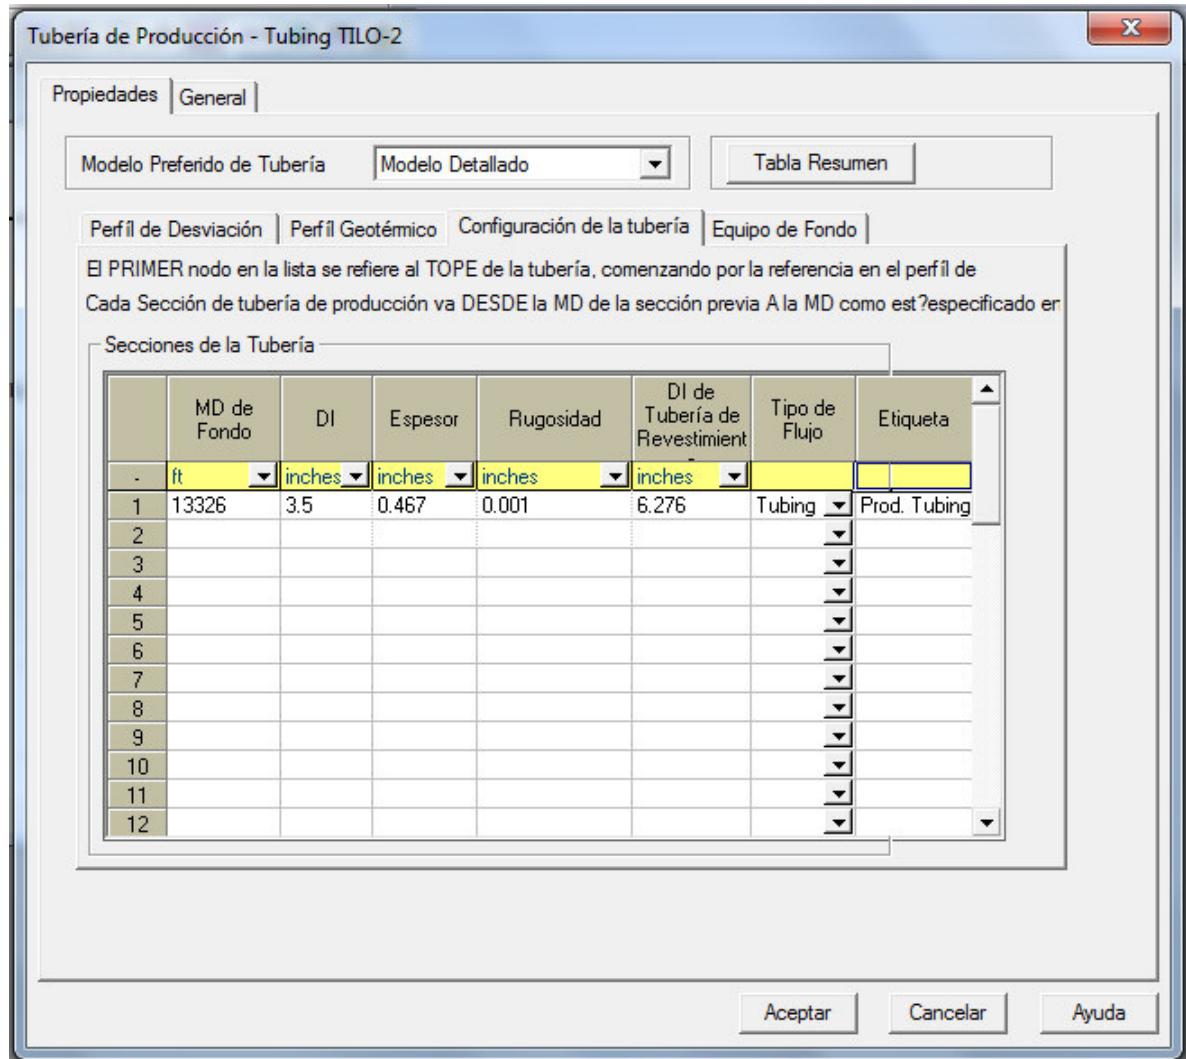 Tubería de Producción - Tubing TILO-2
X
Propiedades General
Modelo Preferido de Tubería Modelo Detallado Tabla Resumen
Perfíl de Desviación Perfíl Geotérmico Configuración de la tubería Equipo de Fondo
El PRIMER nodo en la lista se refiere al TOPE de la tubería, comenzando por la referencia en el perfíl de
Cada Sección de tubería de producción va DESDE la MD de la sección previa A la MD como est?especificado en
Secciones de la Tubería
MD de Fondo DI Espesor Rugosidad DI de Tubería de Revestimient Tipo de Flujo Etiqueta
- ft inches inches inches inches
1 13326 3.5 0.467 0.001 6.276 Tubing Prod. Tubing
2
3
4
5
6
7
8
9
10
11
12
Aceptar Cancelar Ayuda